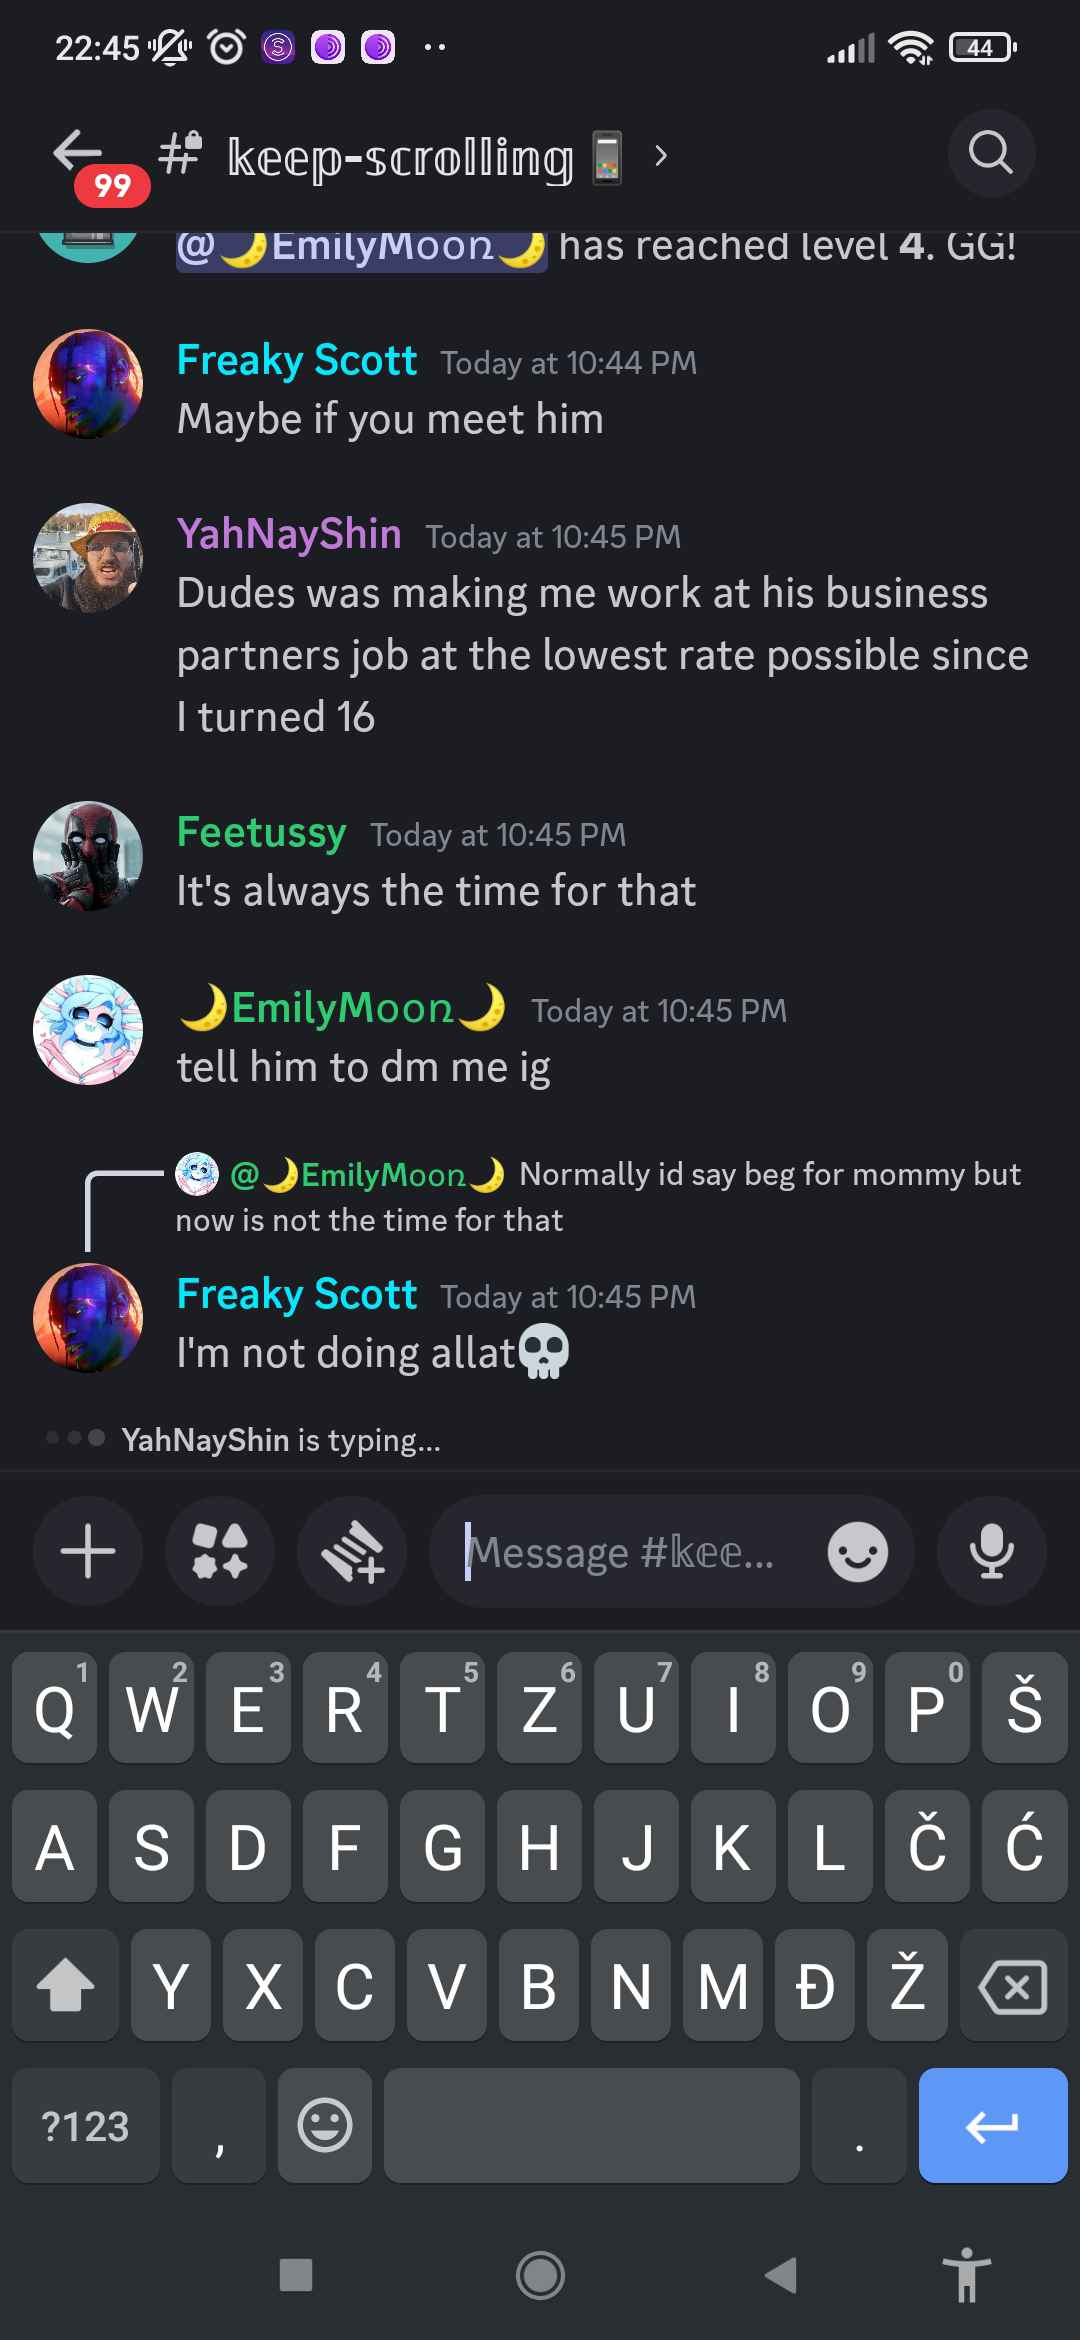 22:45
44
99
# 𝕜𝕖𝕖𝕡-𝕤𝕔𝕣𝕠𝕝𝕝𝕚𝕟𝕘📱 ›
@🌙EmilyMoon🌙 has reached level 4. GG!
Freaky Scott Today at 10:44 PM
Maybe if you meet him
YahNayShin Today at 10:45 PM
Dudes was making me work at his business
partners job at the lowest rate possible since
I turned 16
Feetussy Today at 10:45 PM
It's always the time for that
🌙EmilyMoon🌙 Today at 10:45 PM
tell him to dm me ig
@🌙EmilyMoon🌙 Normally id say beg for mommy but
now is not the time for that
Freaky Scott Today at 10:45 PM
I'm not doing allat💀
YahNayShin is typing...
Message #𝕜𝕖𝕖...
1 2 3 4 5 6 7 8 9 0
Q W E R T Z U I O P Š
A S D F G H J K L Č Ć
Y X C V B N M Đ Ž
?123 , .